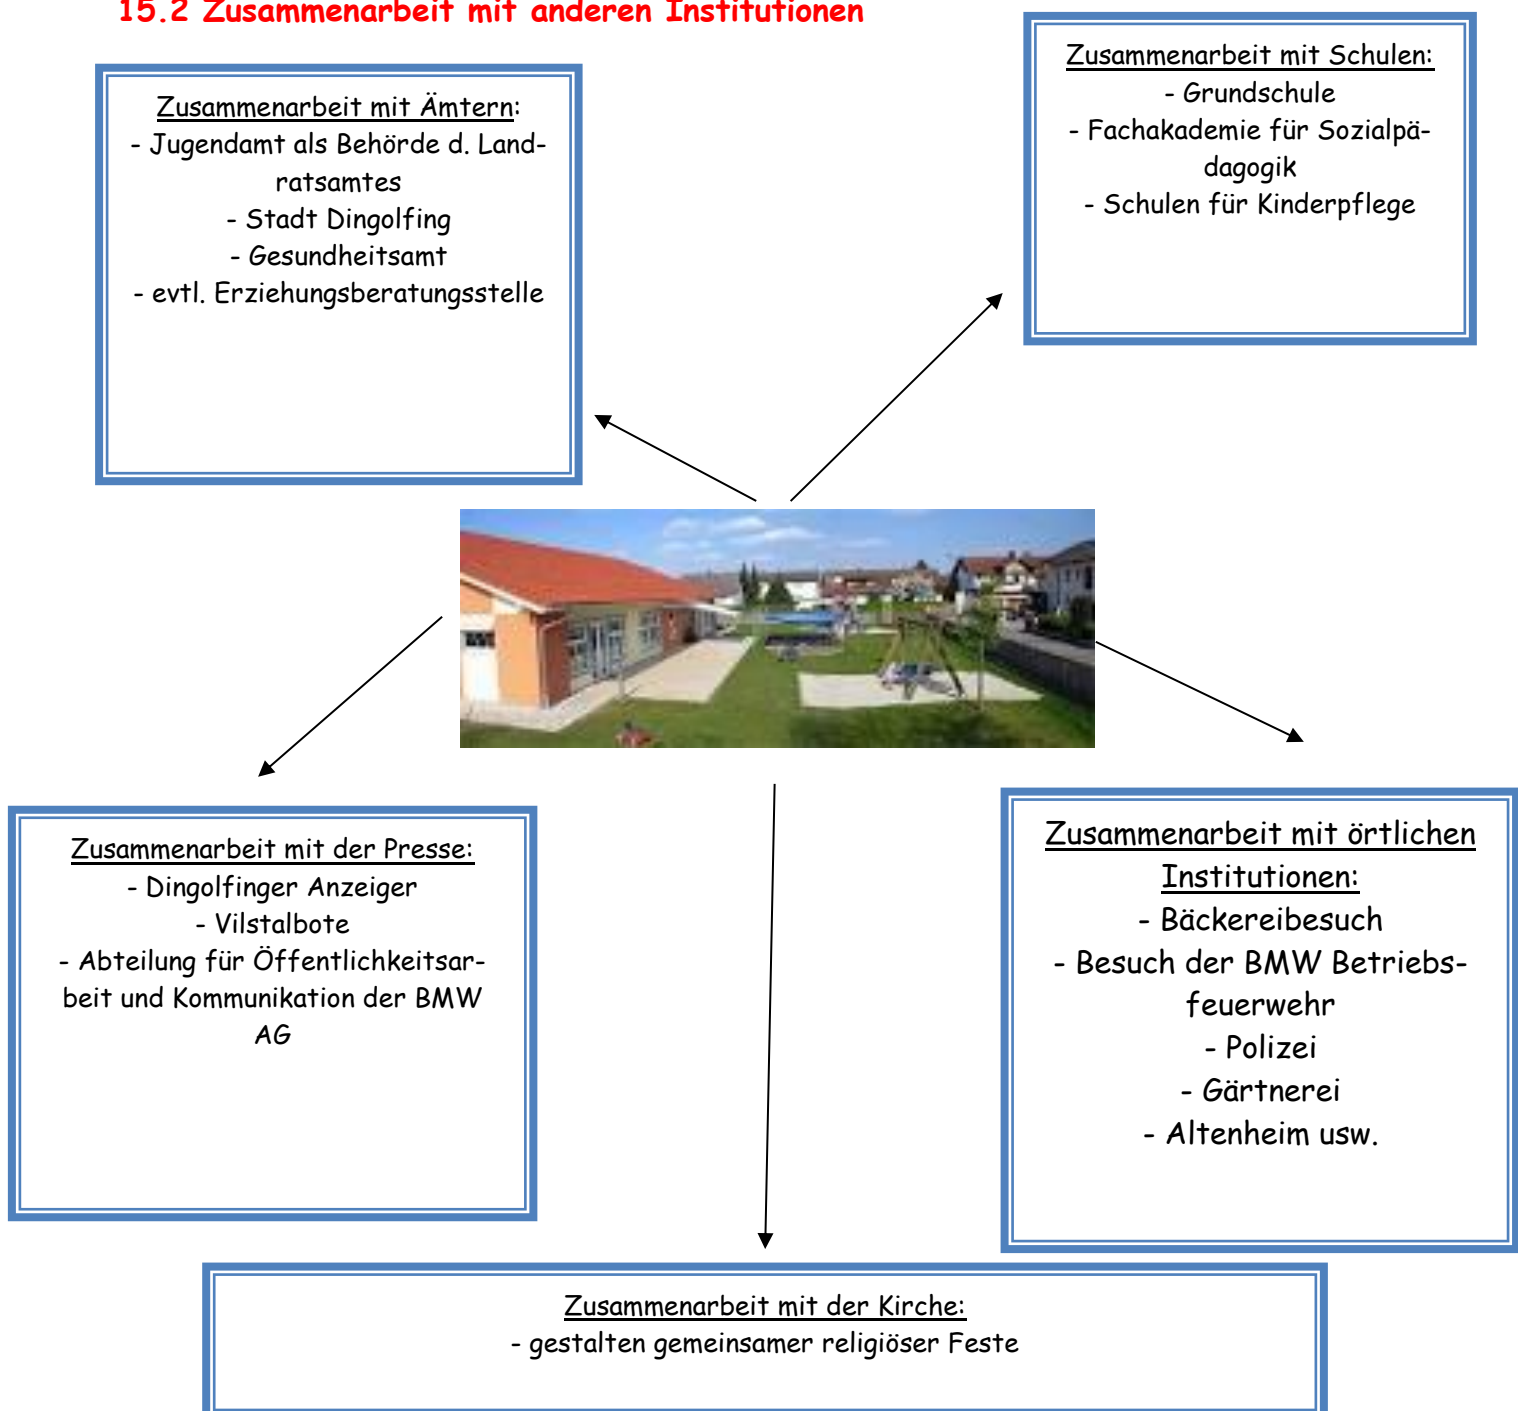 15.2 Zusammenarbeit mit anderen Institutionen
Zusammenarbeit mit Ämtern:
- Jugendamt als Behörde d. Land-
ratsamtes
- Stadt Dingolfing
- Gesundheitsamt
- evtl. Erziehungsberatungsstelle
Zusammenarbeit mit Schulen:
- Grundschule
- Fachakademie für Sozialpä-
dagogik
- Schulen für Kinderpflege
Zusammenarbeit mit der Presse:
- Dingolfinger Anzeiger
- Vilstalbote
- Abteilung für Öffentlichkeitsar-
beit und Kommunikation der BMW
AG
Zusammenarbeit mit örtlichen
Institutionen:
- Bäckereibesuch
- Besuch der BMW Betriebs-
feuerwehr
- Polizei
- Gärtnerei
- Altenheim usw.
Zusammenarbeit mit der Kirche:
- gestalten gemeinsamer religiöser Feste